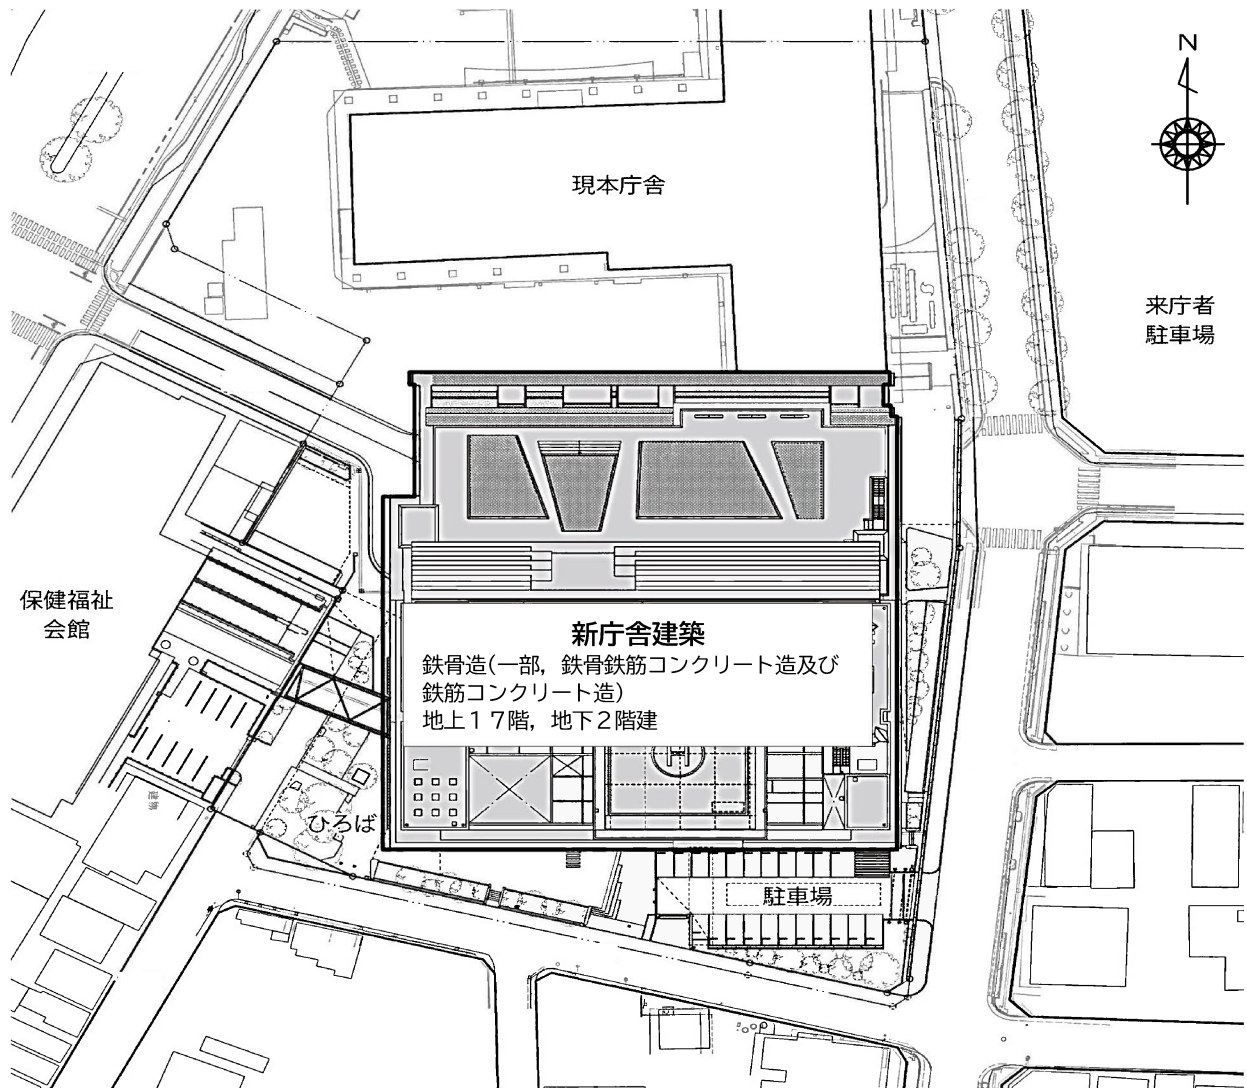 N
現本庁舎
来庁者
駐車場
保健福祉
会館
新庁舎建築
鉄骨造(一部，鉄骨鉄筋コンクリート造及び
鉄筋コンクリート造)
地上１７階，地下２階建
ひろば
駐車場